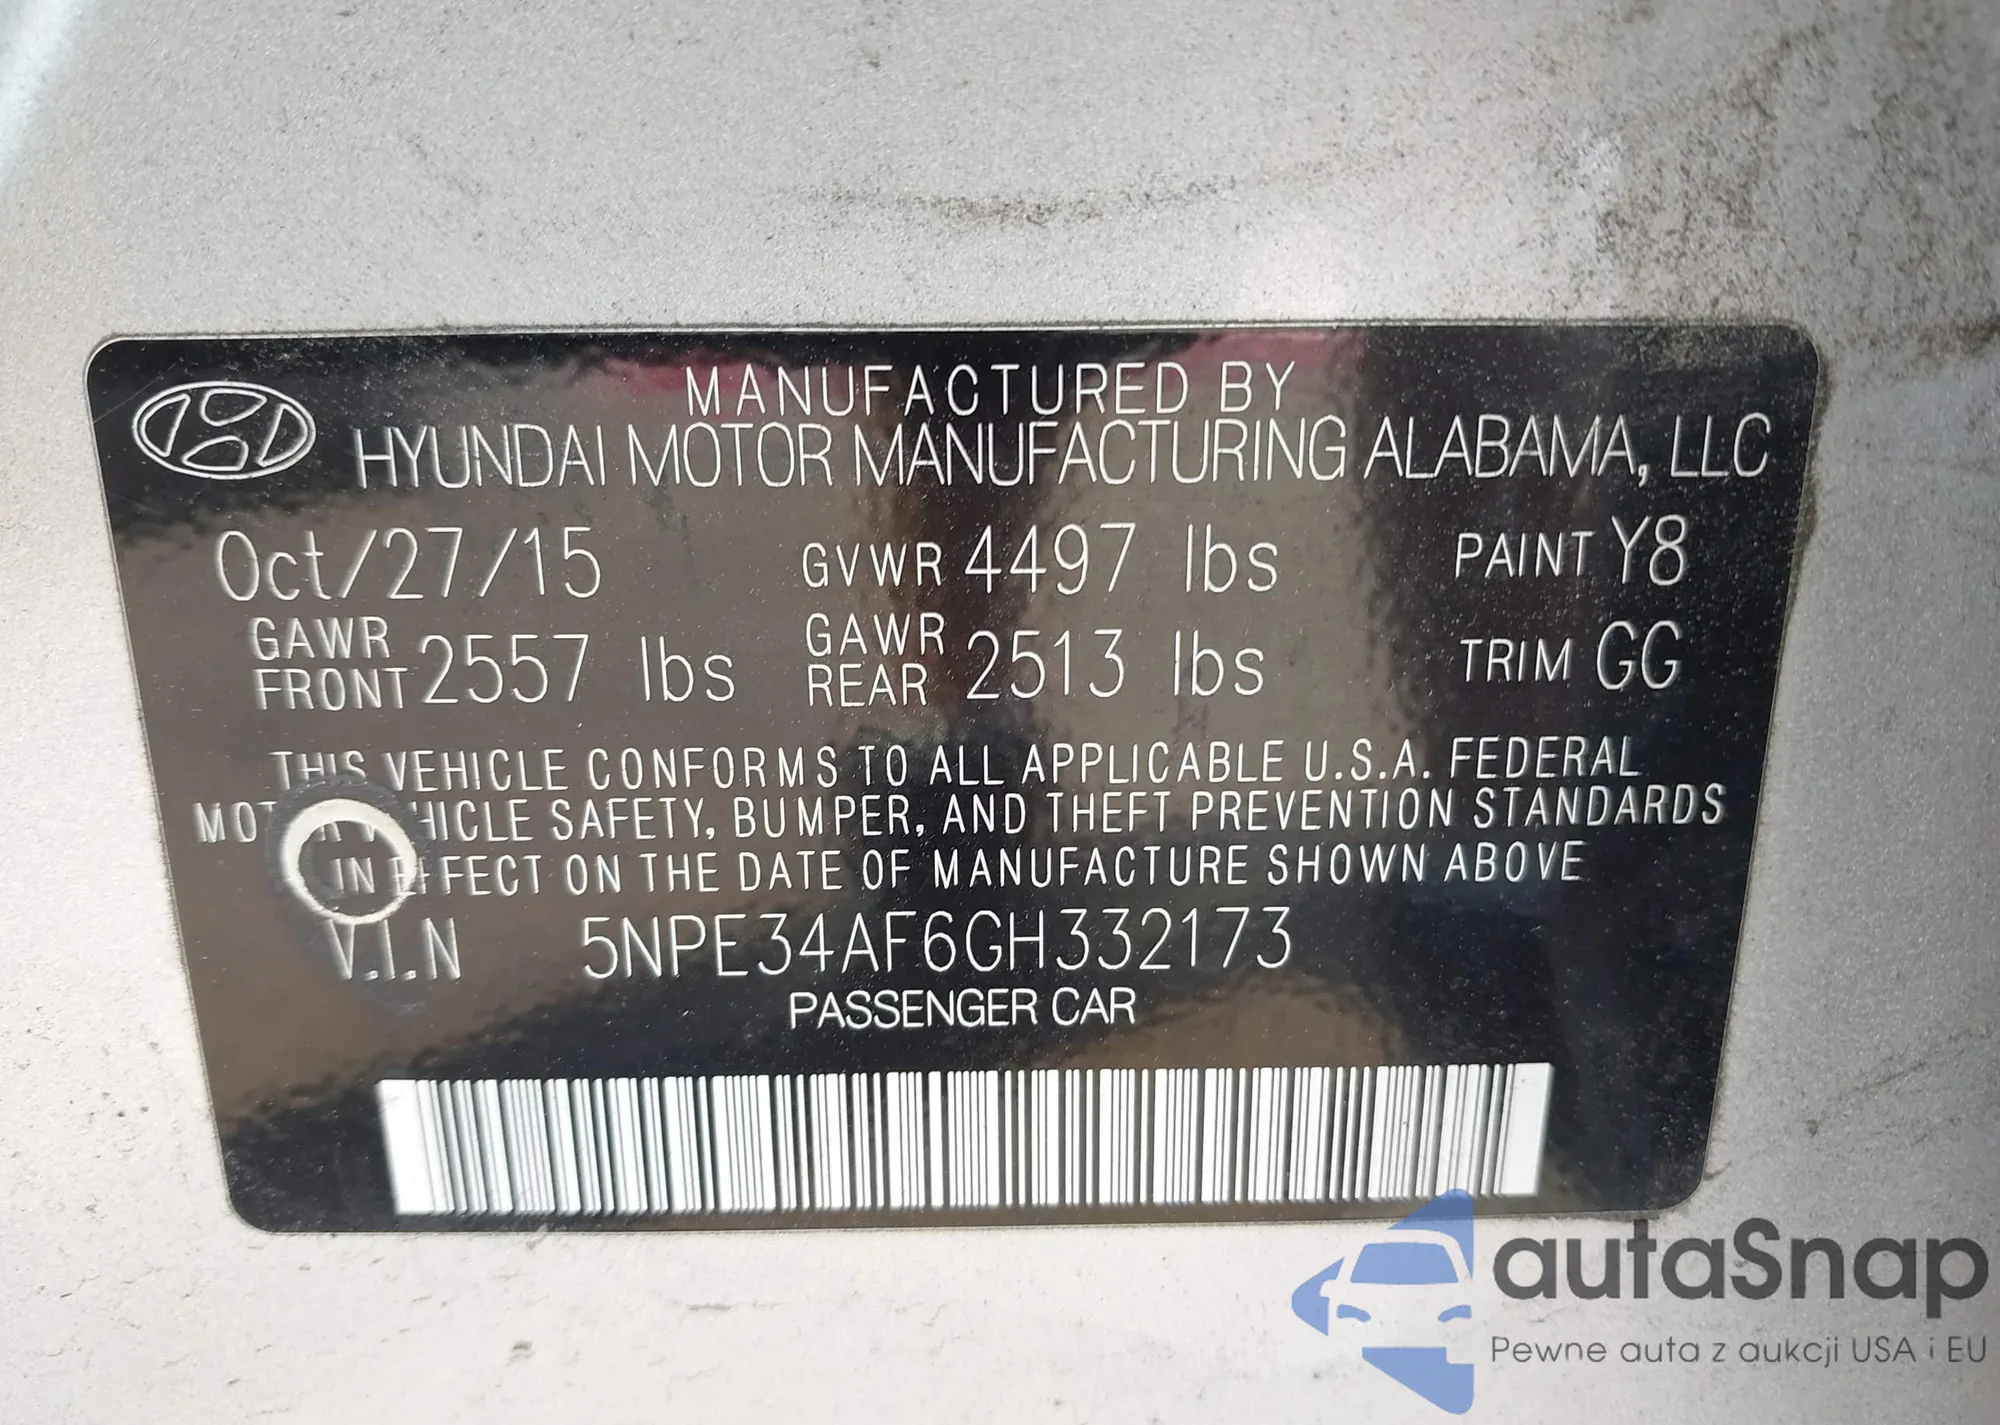 MANUFACTURED BY
HYUNDAI MOTOR MANUFACTURING ALABAMA, LLC
Oct/27/15 GVWR 4497 lbs PAINT Y8
GAWR FRONT 2557 lbs GAWR REAR 2513 lbs TRIM GG
THIS VEHICLE CONFORMS TO ALL APPLICABLE U.S.A. FEDERAL
MOTOR VEHICLE SAFETY, BUMPER, AND THEFT PREVENTION STANDARDS
IN EFFECT ON THE DATE OF MANUFACTURE SHOWN ABOVE
V.I.N 5NPE34AF6GH332173
PASSENGER CAR
autaSnap
Pewne auta z aukcji USA i EU